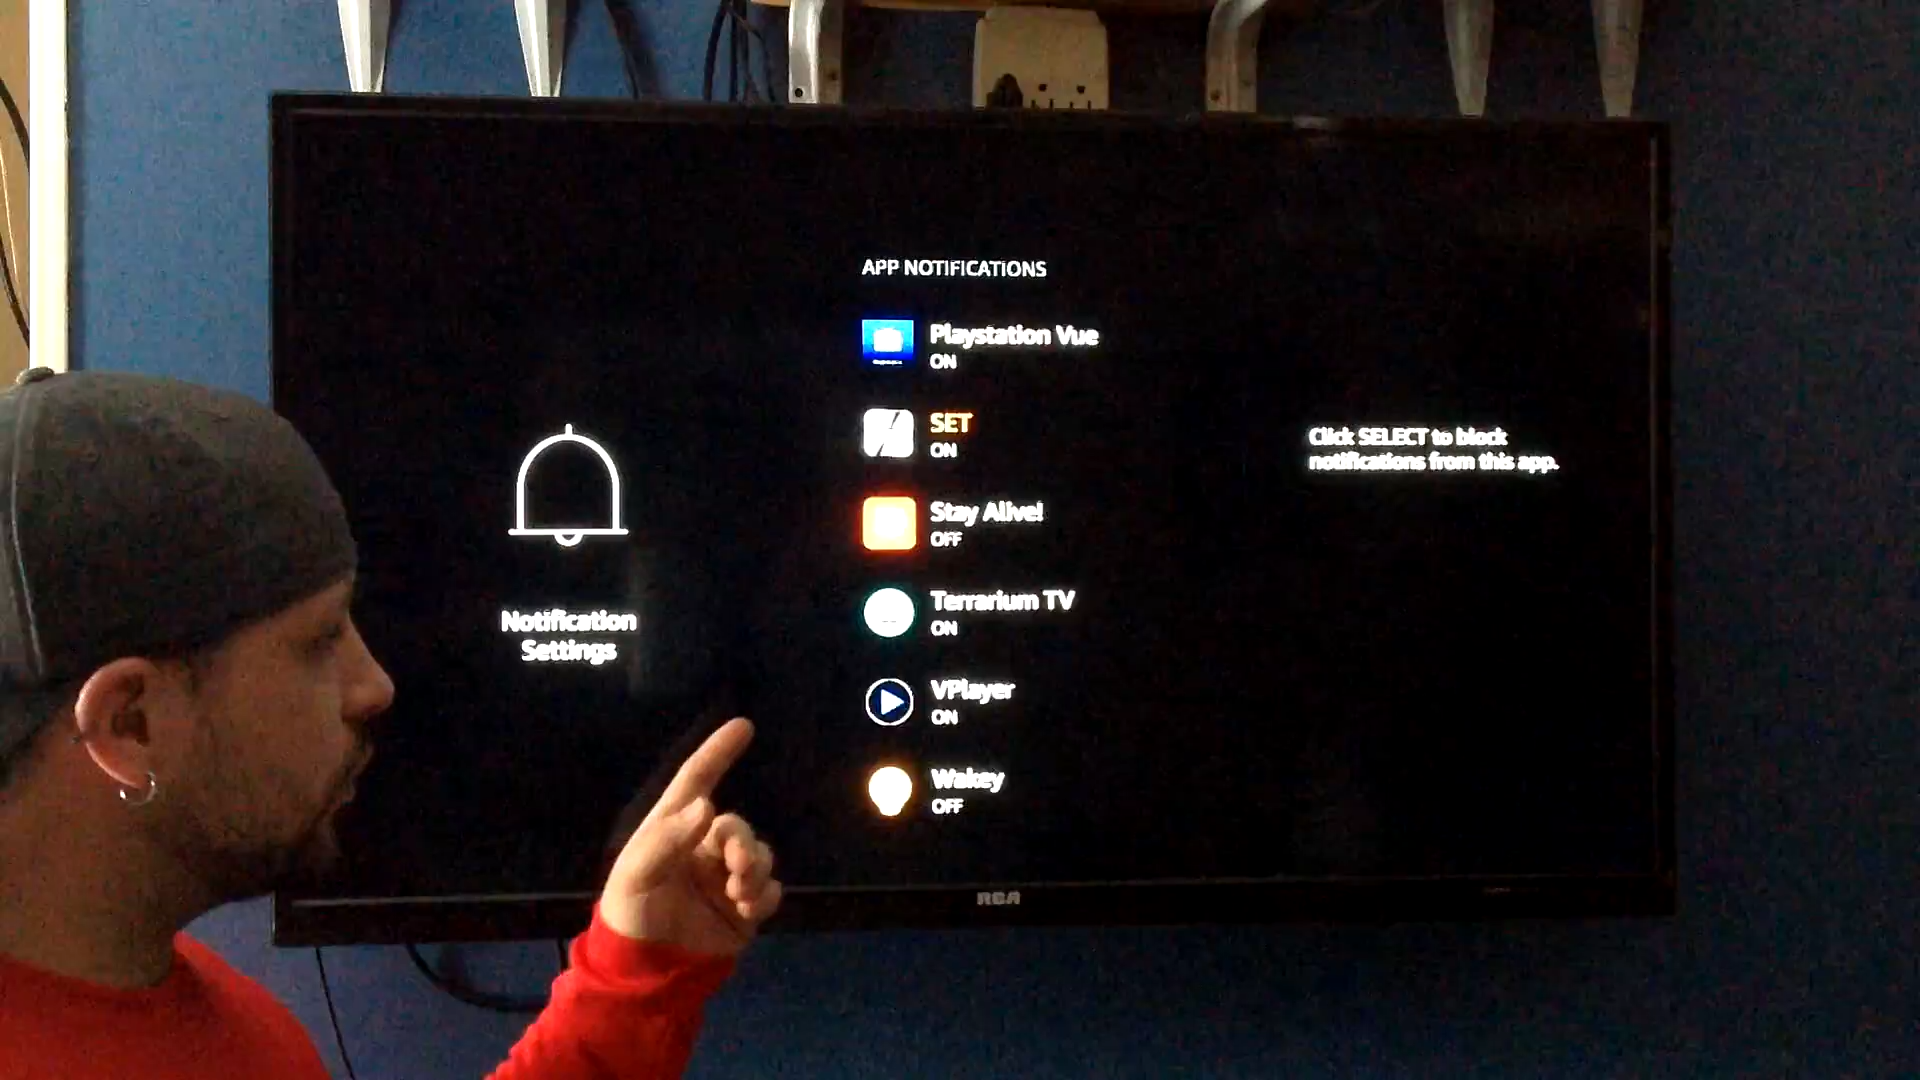 APP NOTIFICATIONS
Playstation Vue
ON
SET
ON
Click SELECT to block
notifications from this app.
Stay Alive!
OFF
Terrarium TV
ON
Notification
Settings
VPlayer
ON
Wakey
OFF
RCA